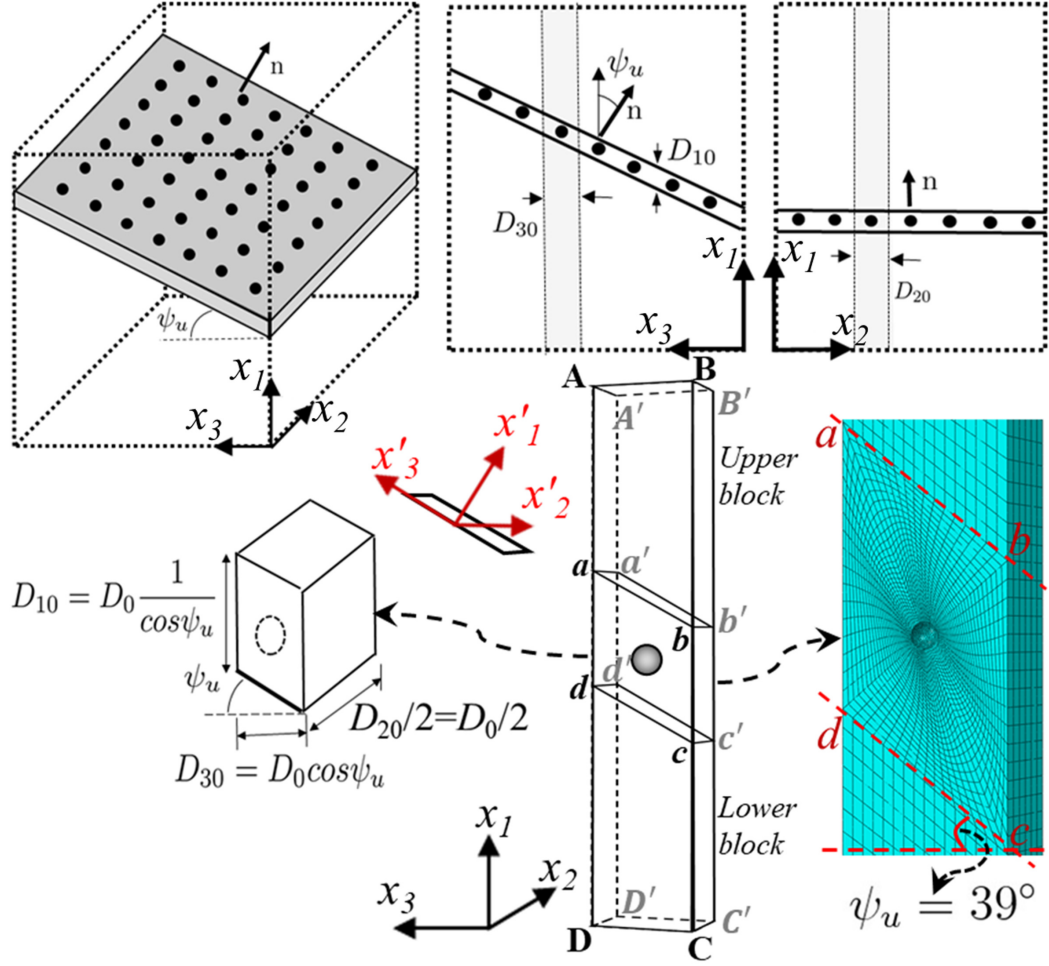 n
ψᵤ
x₁
x₂
x₃
ψᵤ
n
D₁₀
D₃₀
x₁
x₃
n
x₁
D₂₀
x₂
A
B
A′
B′
x′₁
x′₃
x′₂
Upper
block
a
a′
b
b′
d
d′
c
c′
Lower
block
D
D′
C
C′
D₁₀ = D₀ 1/cosψᵤ
ψᵤ
D₂₀/2=D₀/2
D₃₀ = D₀cosψᵤ
x₁
x₂
x₃
a
b
d
c
ψᵤ = 39°